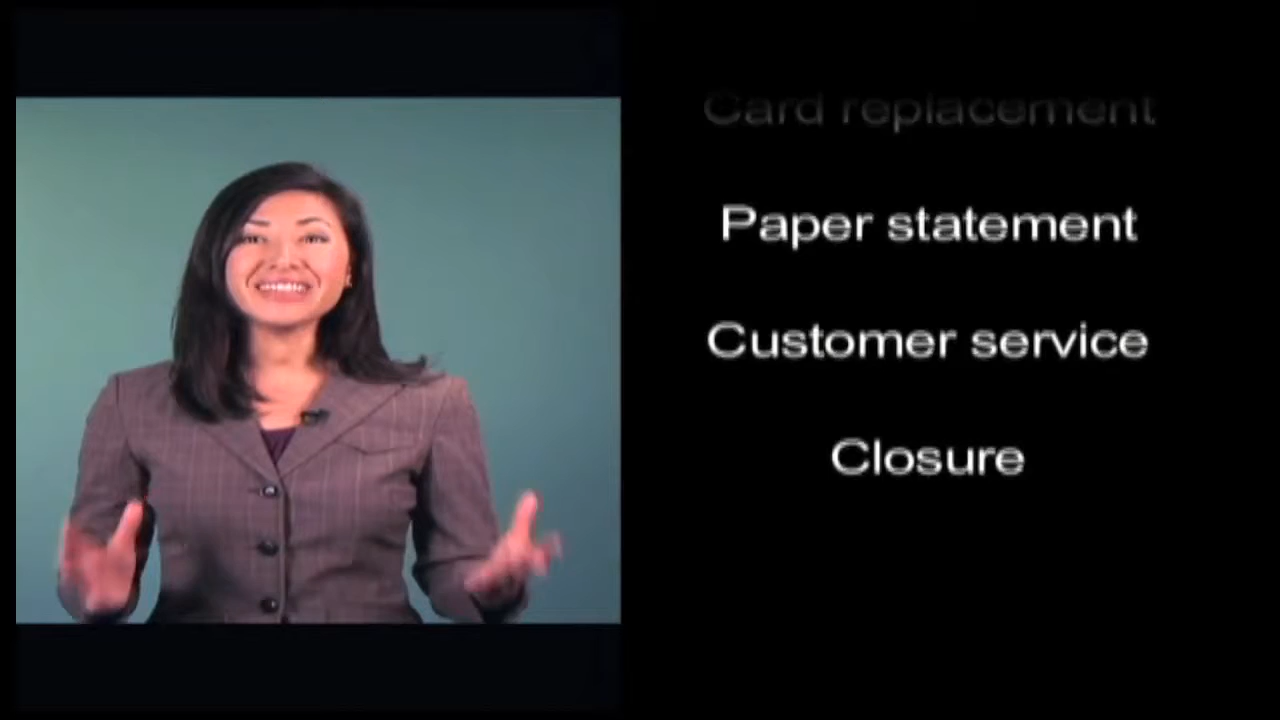 Card replacement
Paper statement
Customer service
Closure